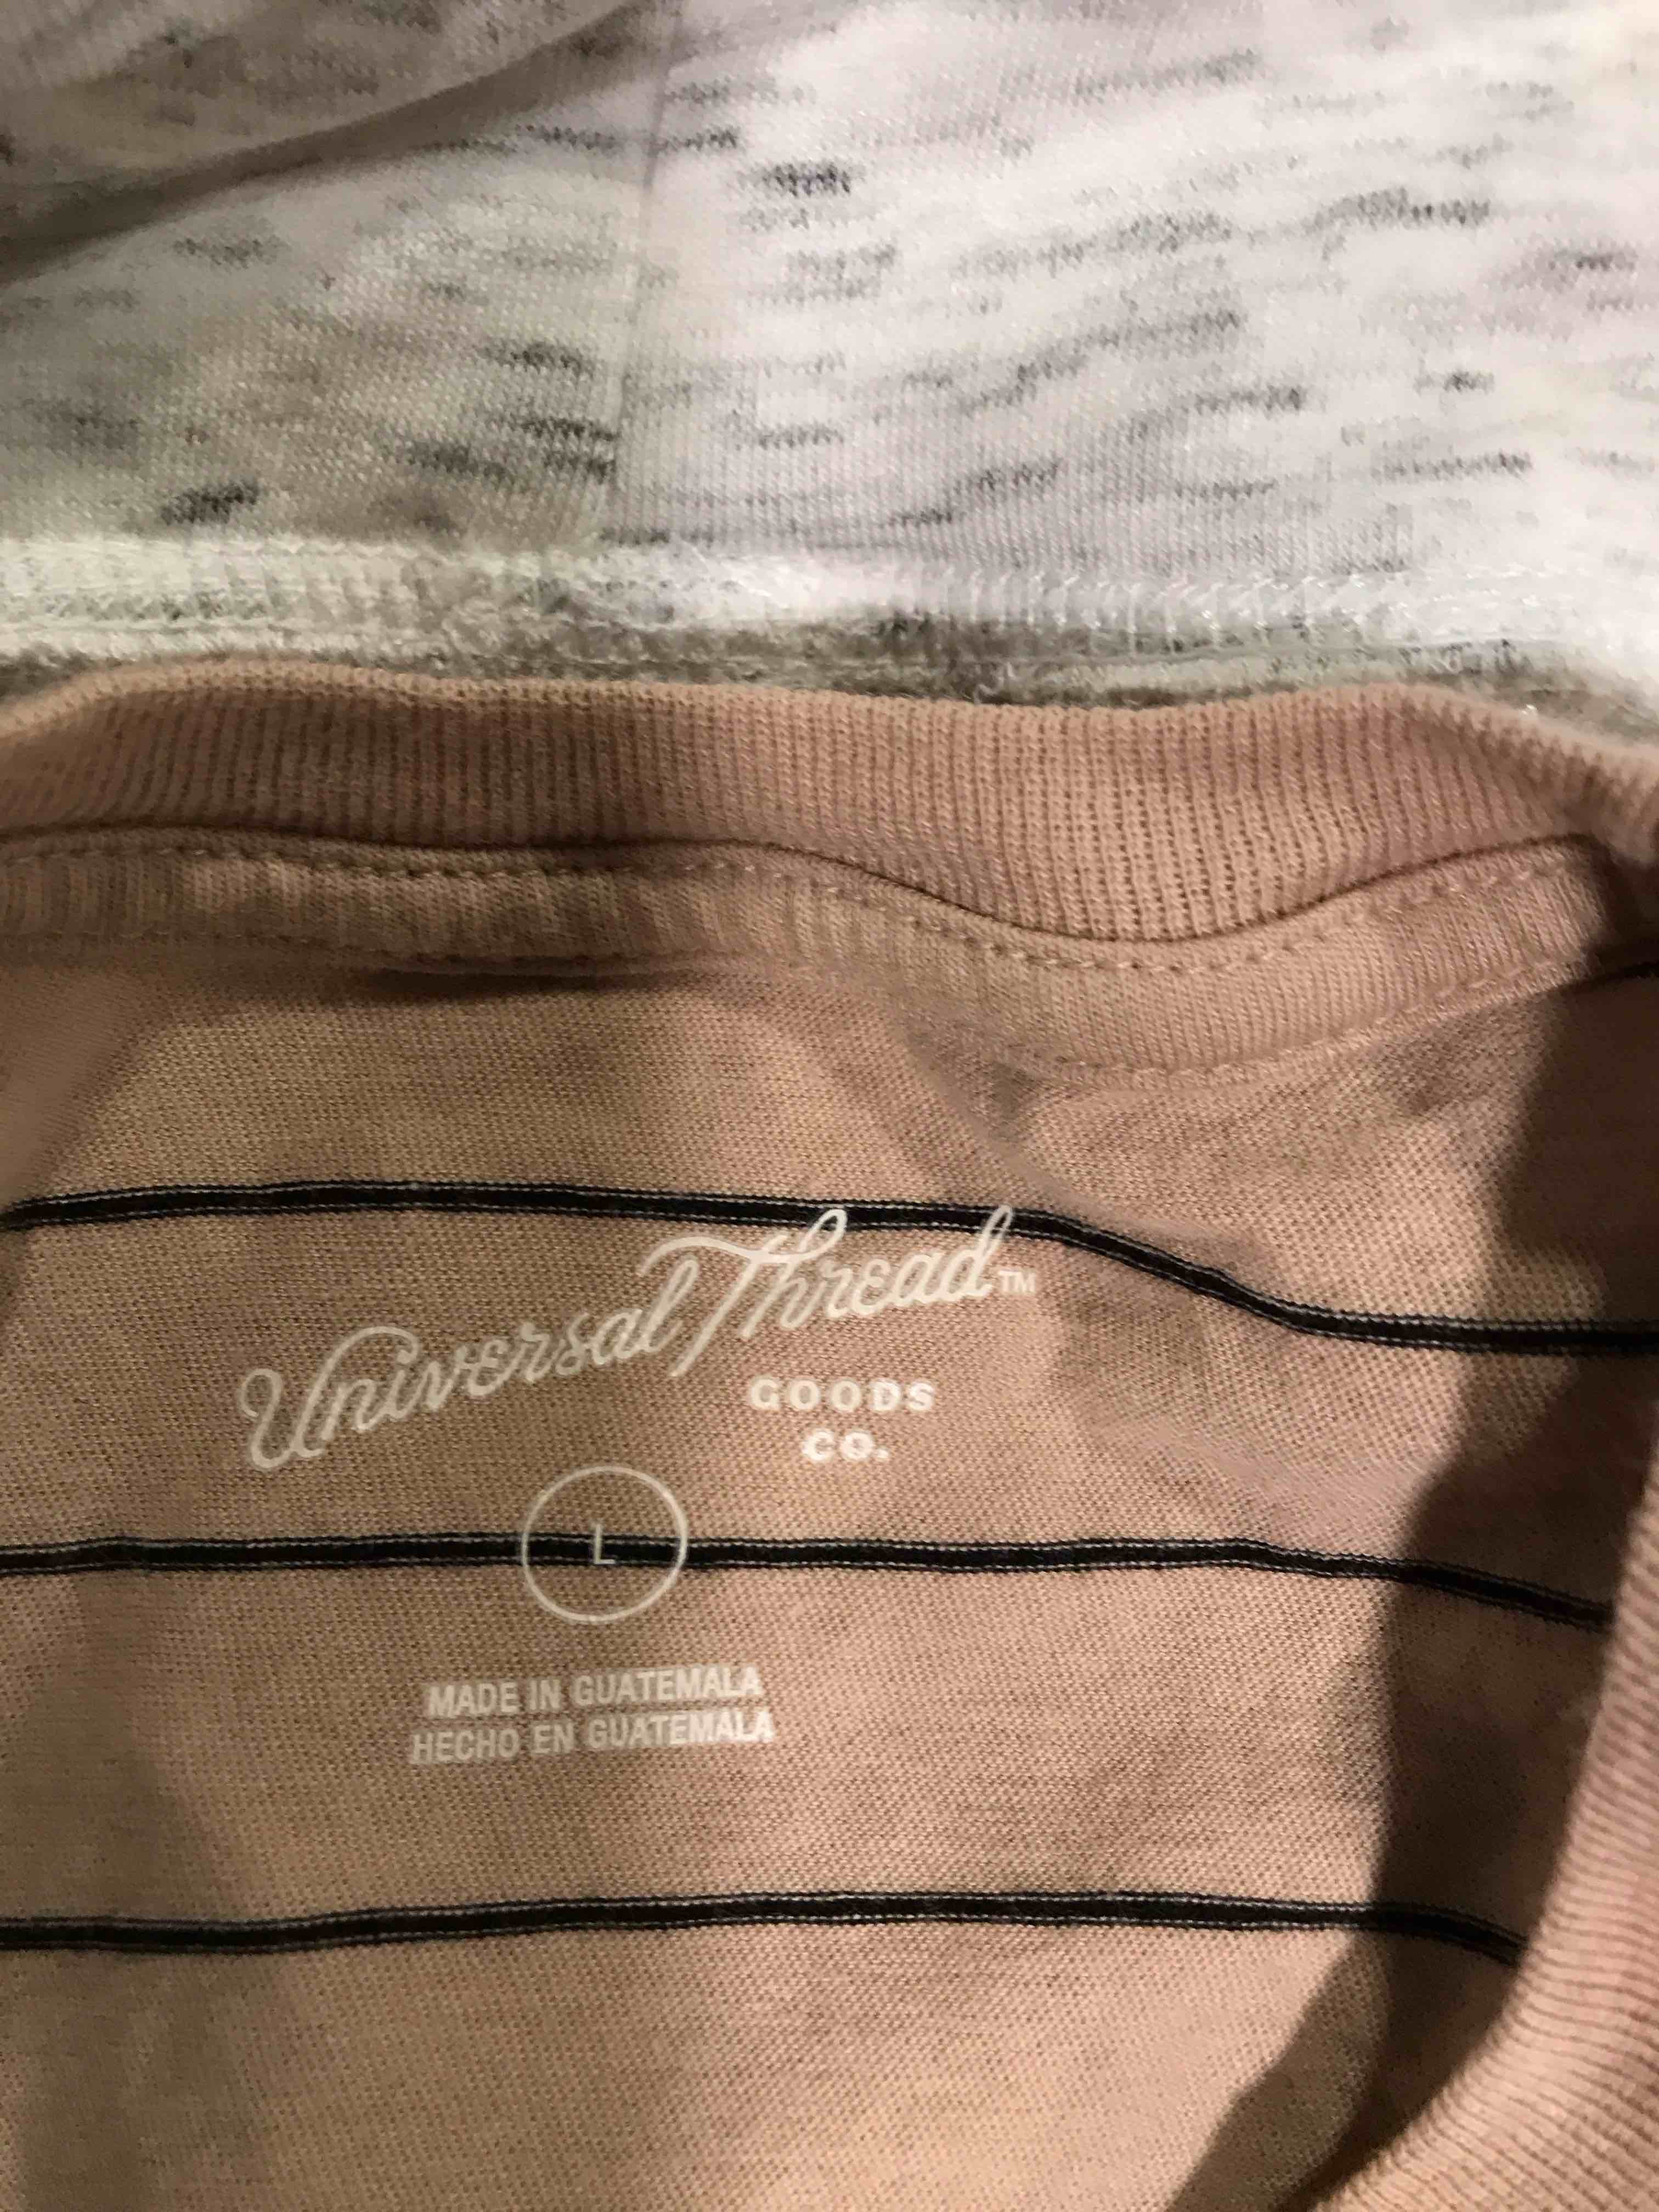 Universal Thread™
GOODS
CO.
L
MADE IN GUATEMALA
HECHO EN GUATEMALA